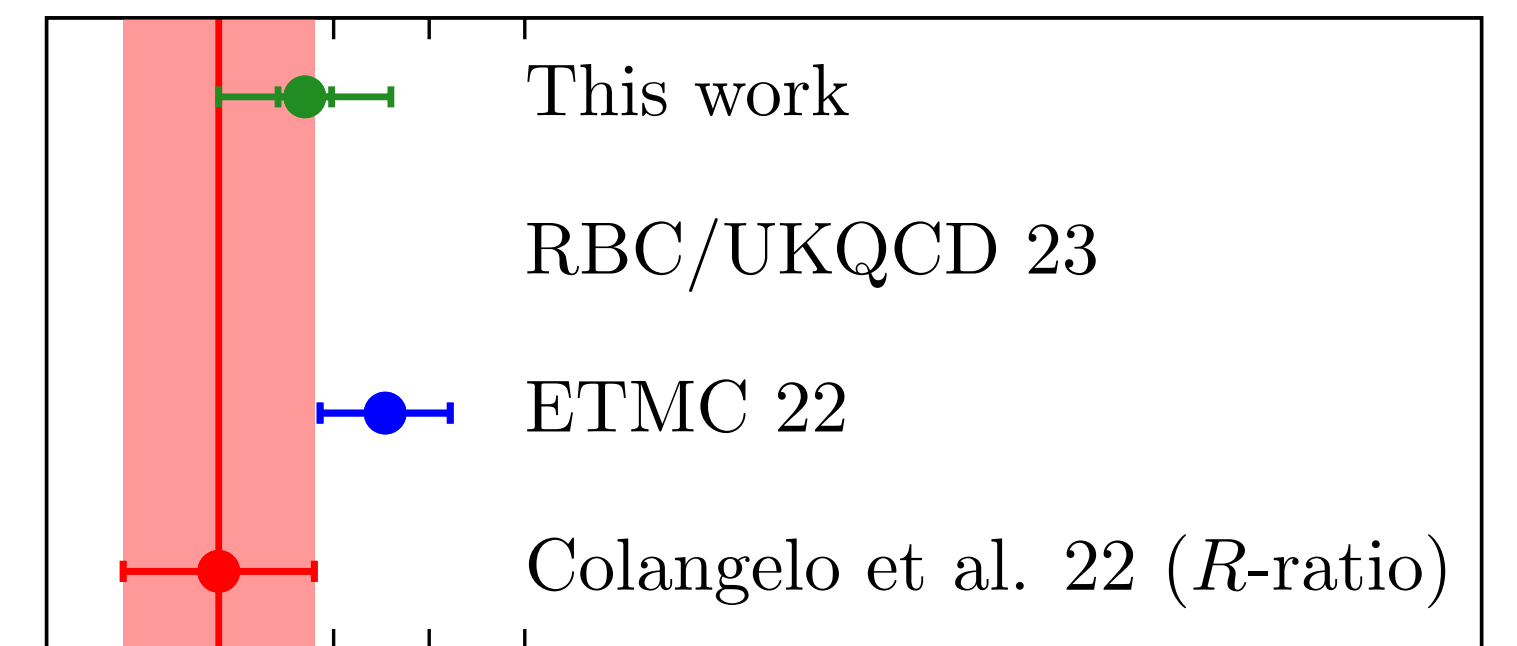 This work
RBC/UKQCD 23
ETMC 22
Colangelo et al. 22 (R-ratio)